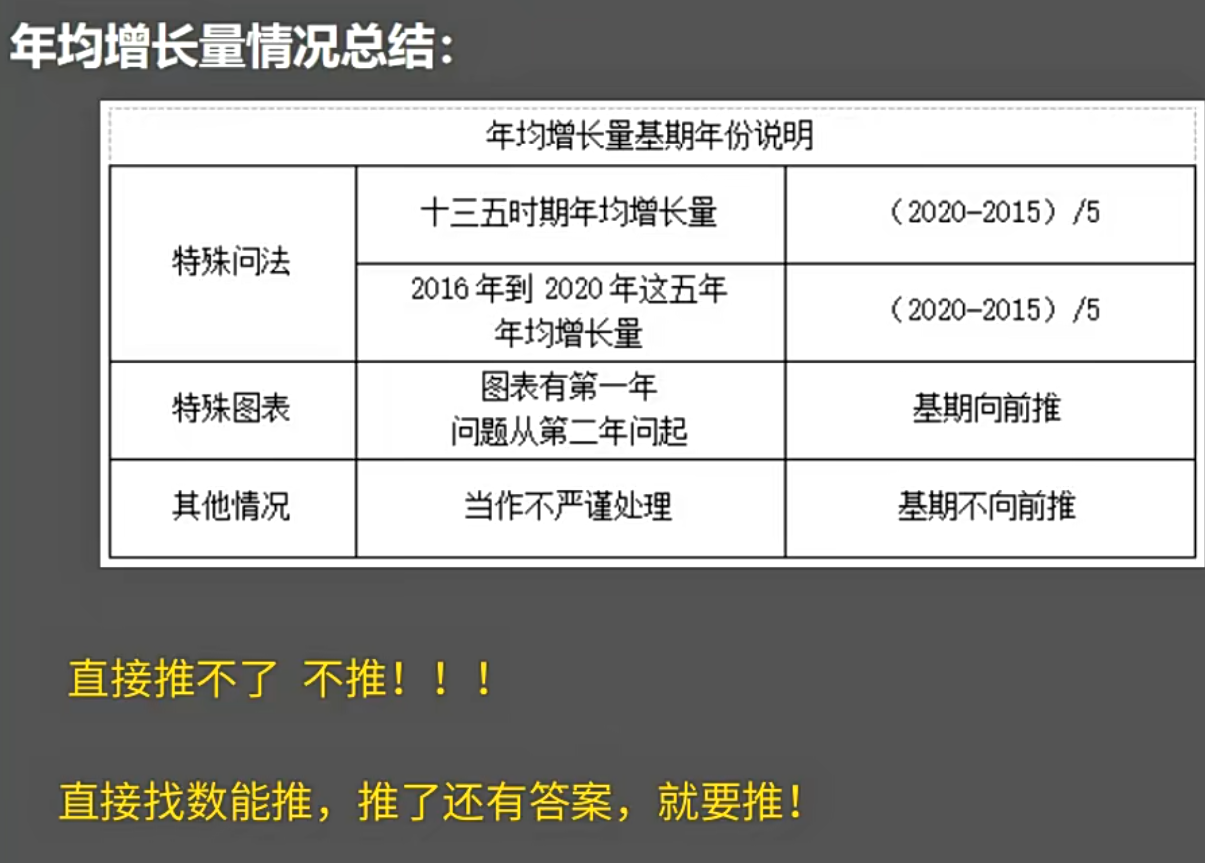 年均增长量情况总结：
年均增长量基期年份说明
特殊问法
十三五时期年均增长量
（2020-2015）/5
2016 年到 2020 年这五年
年均增长量
（2020-2015）/5
特殊图表
图表有第一年
问题从第二年问起
基期向前推
其他情况
当作不严谨处理
基期不向前推
直接推不了 不推！！！
直接找数能推，推了还有答案，就要推！